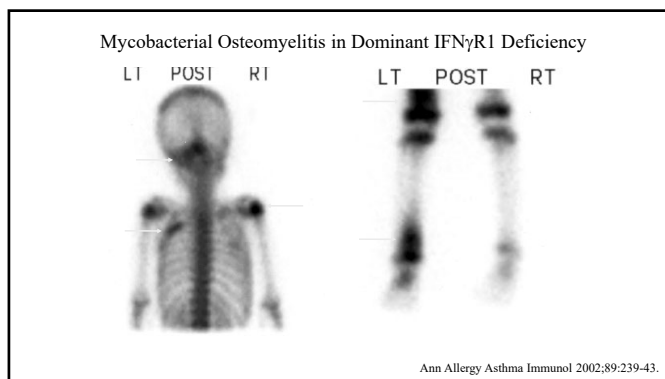 Mycobacterial Osteomyelitis in Dominant IFNγR1 Deficiency
LT POST RT
LT POST RT
Ann Allergy Asthma Immunol 2002;89:239-43.